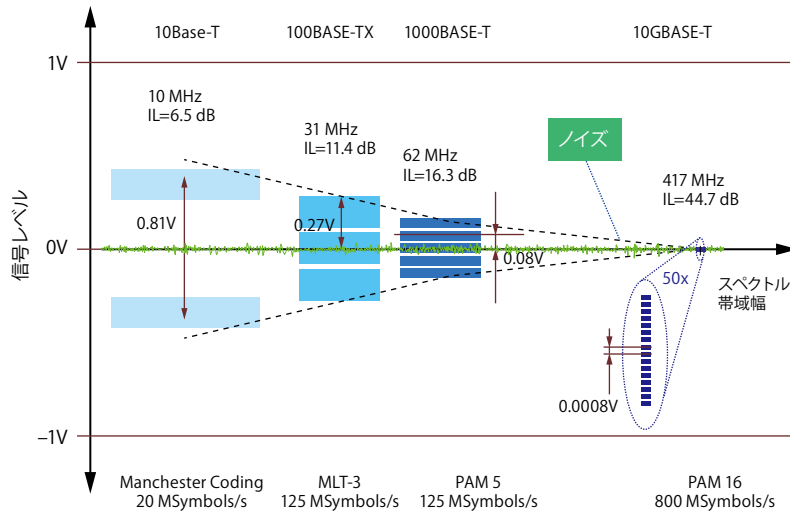 10Base-T
100BASE-TX
1000BASE-T
10GBASE-T
1V
10 MHz
IL=6.5 dB
31 MHz
IL=11.4 dB
62 MHz
IL=16.3 dB
ノイズ
417 MHz
IL=44.7 dB
信号レベル
0.81V
0.27V
0V
0.08V
50x
スペクトル
帯域幅
0.0008V
–1V
Manchester Coding
20 MSymbols/s
MLT-3
125 MSymbols/s
PAM 5
125 MSymbols/s
PAM 16
800 MSymbols/s